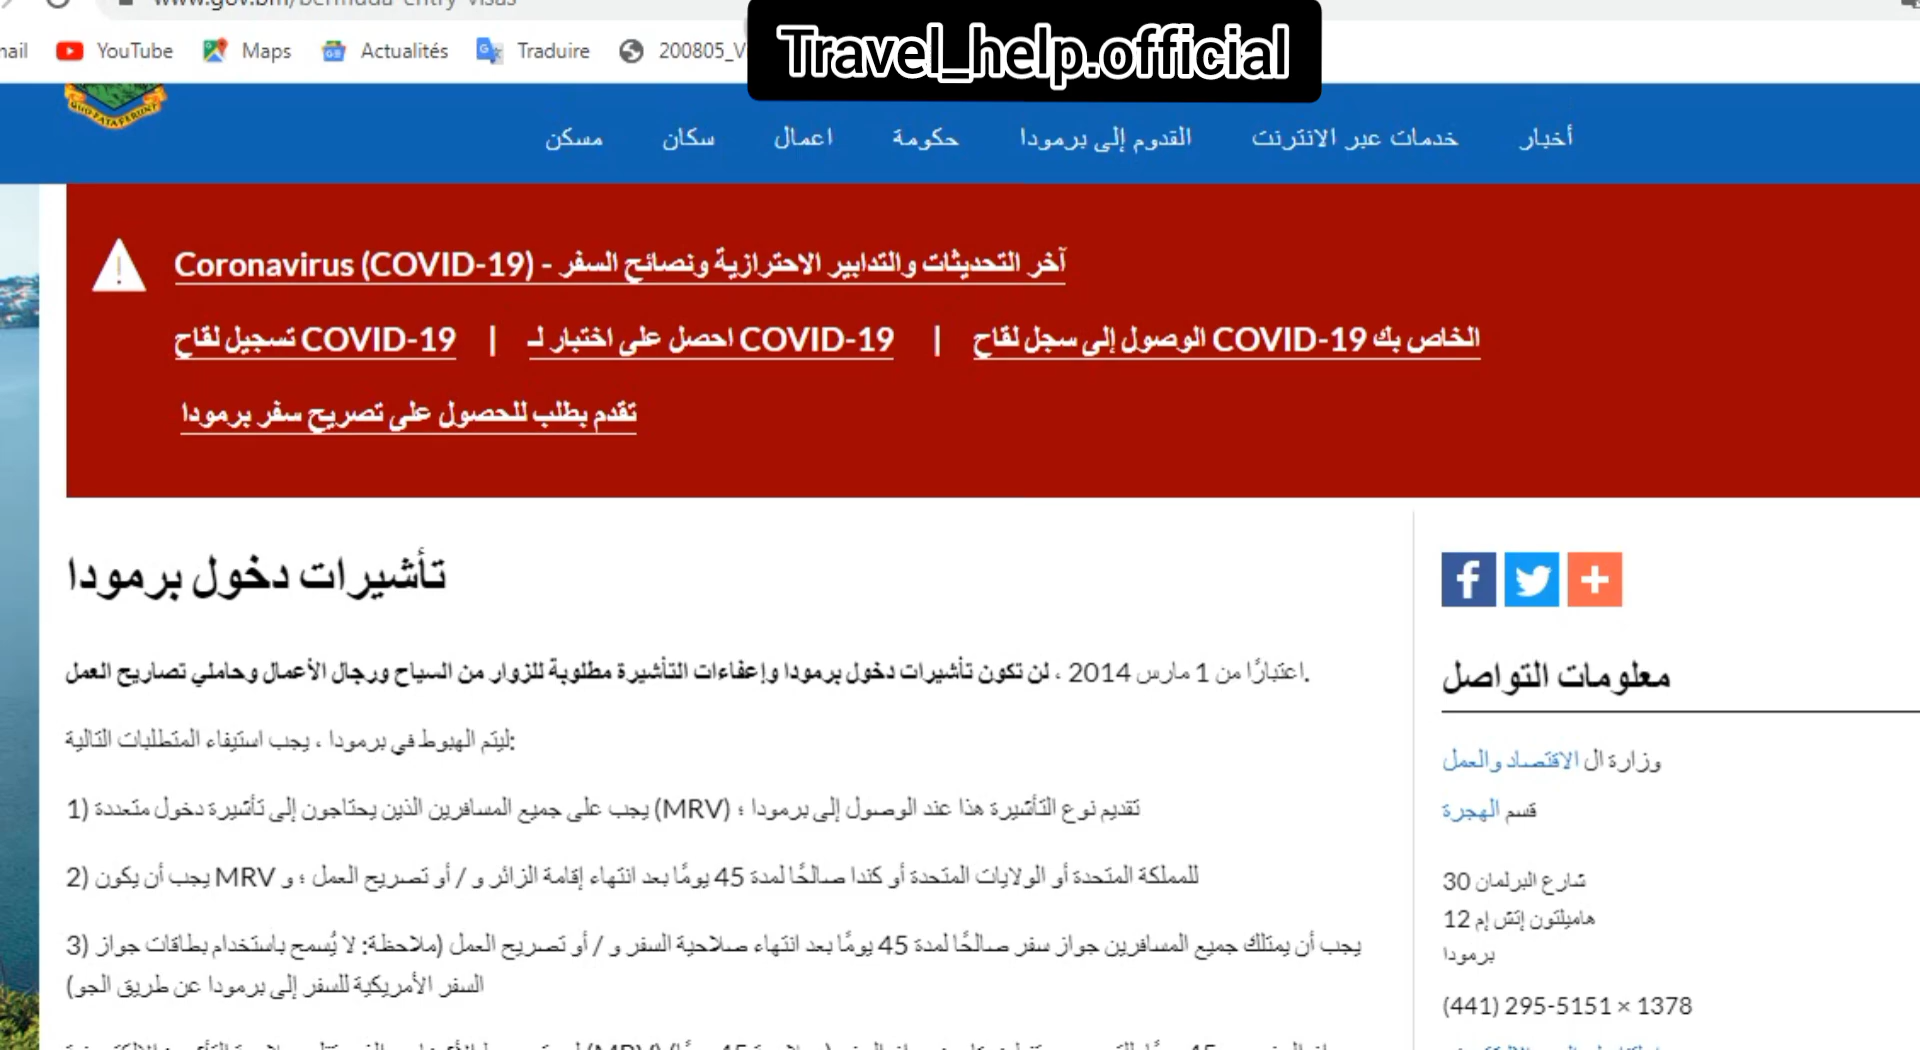 www.gov.bm/bermuda-entry-visas
Travel_help.official
YouTube
Maps
Actualités
Traduire
200805_V
QUO FATA FERUNT
أخبار
خدمات عبر الانترنت
القدوم إلى برمودا
حكومة
اعمال
سكان
مسكن
Coronavirus (COVID-19) - آخر التحديثات والتدابير الاحترازية ونصائح السفر
تسجيل لقاح COVID-19 | احصل على اختبار لـ COVID-19 | الوصول إلى سجل لقاح COVID-19 الخاص بك
تقدم بطلب للحصول على تصريح سفر برمودا
تأشيرات دخول برمودا
اعتبارًا من 1 مارس 2014 ، لن تكون تأشيرات دخول برمودا وإعفاءات التأشيرة مطلوبة للزوار من السياح ورجال الأعمال وحاملي تصاريح العمل.
ليتم الهبوط في برمودا ، يجب استيفاء المتطلبات التالية:
1) يجب على جميع المسافرين الذين يحتاجون إلى تأشيرة دخول متعددة (MRV) تقديم نوع التأشيرة هذا عند الوصول إلى برمودا ؛
2) يجب أن يكون MRV للمملكة المتحدة أو الولايات المتحدة أو كندا صالحًا لمدة 45 يومًا بعد انتهاء إقامة الزائر و / أو تصريح العمل ؛ و
3) يجب أن يمتلك جميع المسافرين جواز سفر صالحًا لمدة 45 يومًا بعد انتهاء صلاحية السفر و / أو تصريح العمل (ملاحظة: لا يُسمح باستخدام بطاقات جواز
السفر الأمريكية للسفر إلى برمودا عن طريق الجو)
معلومات التواصل
وزارة ال الاقتصاد والعمل
قسم الهجرة
30 شارع البرلمان
هاميلتون إتش إم 12
برمودا
(441) 295-5151 × 1378